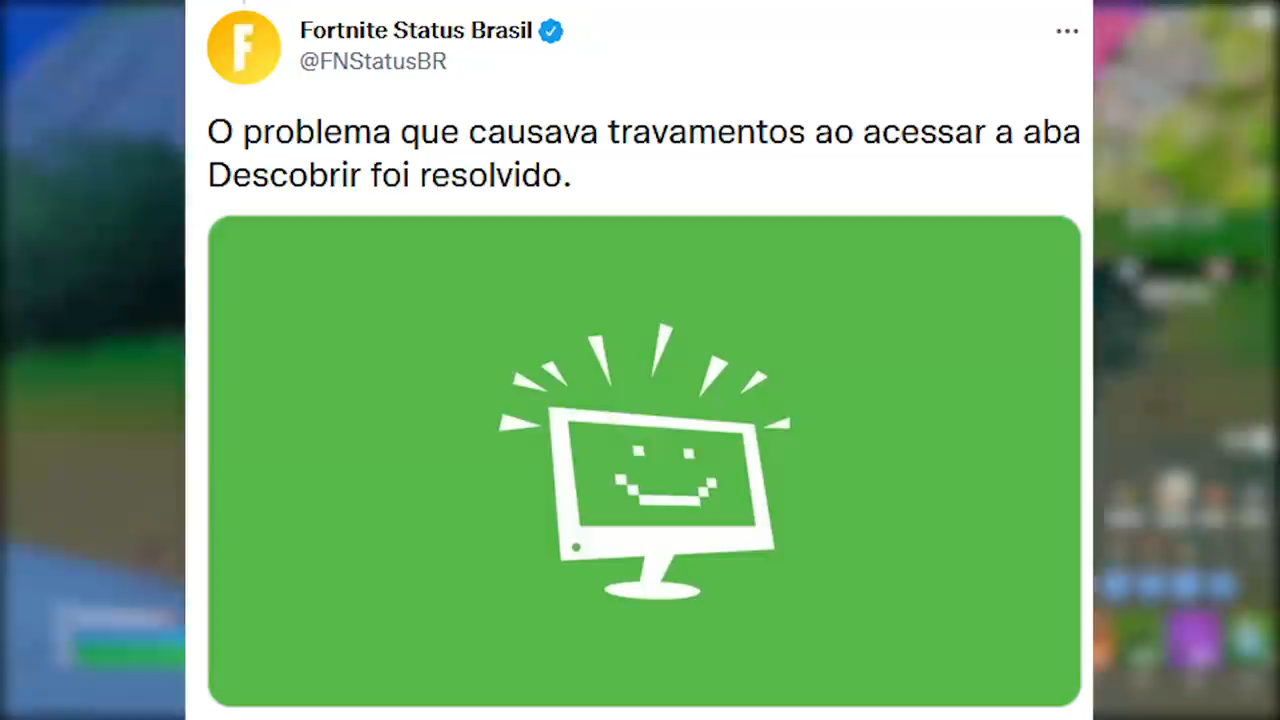 Fortnite Status Brasil
@FNStatusBR
O problema que causava travamentos ao acessar a aba
Descobrir foi resolvido.